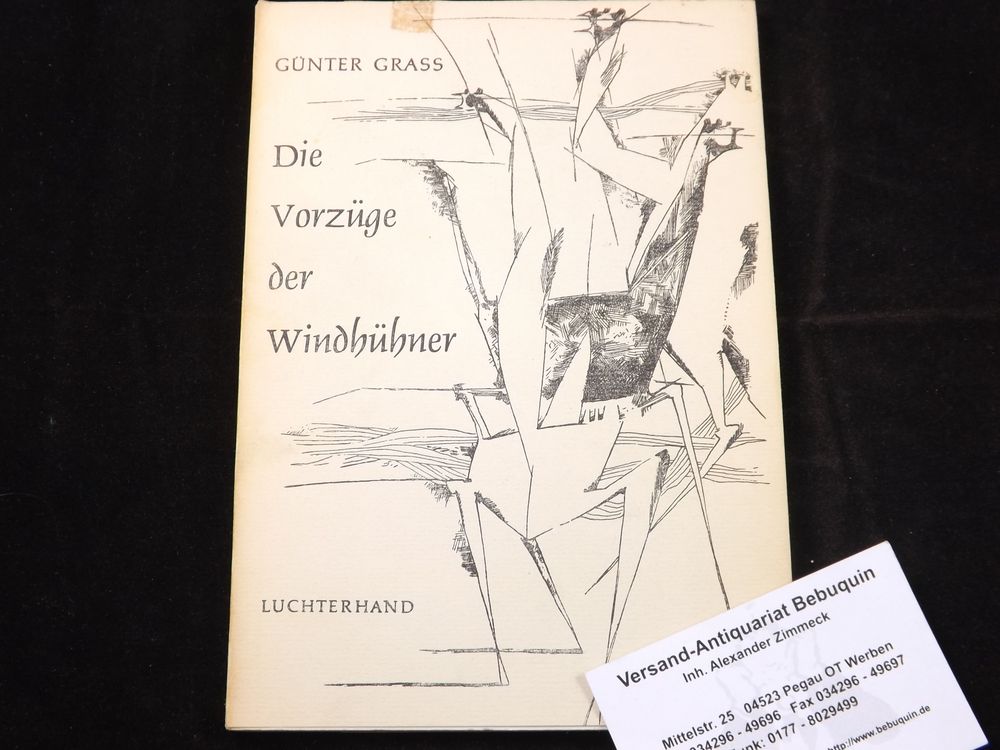 GÜNTER GRASS
Die
Vorzüge
der
Windhühner
LUCHTERHAND
Versand-Antiquariat Bebuquin
Inh. Alexander Zimmeck
Mittelstr. 25 04523 Pegau OT Werben
034296 - 49696 Fax 034296 - 49697
0177 - 8029499
http://www.bebuquin.de